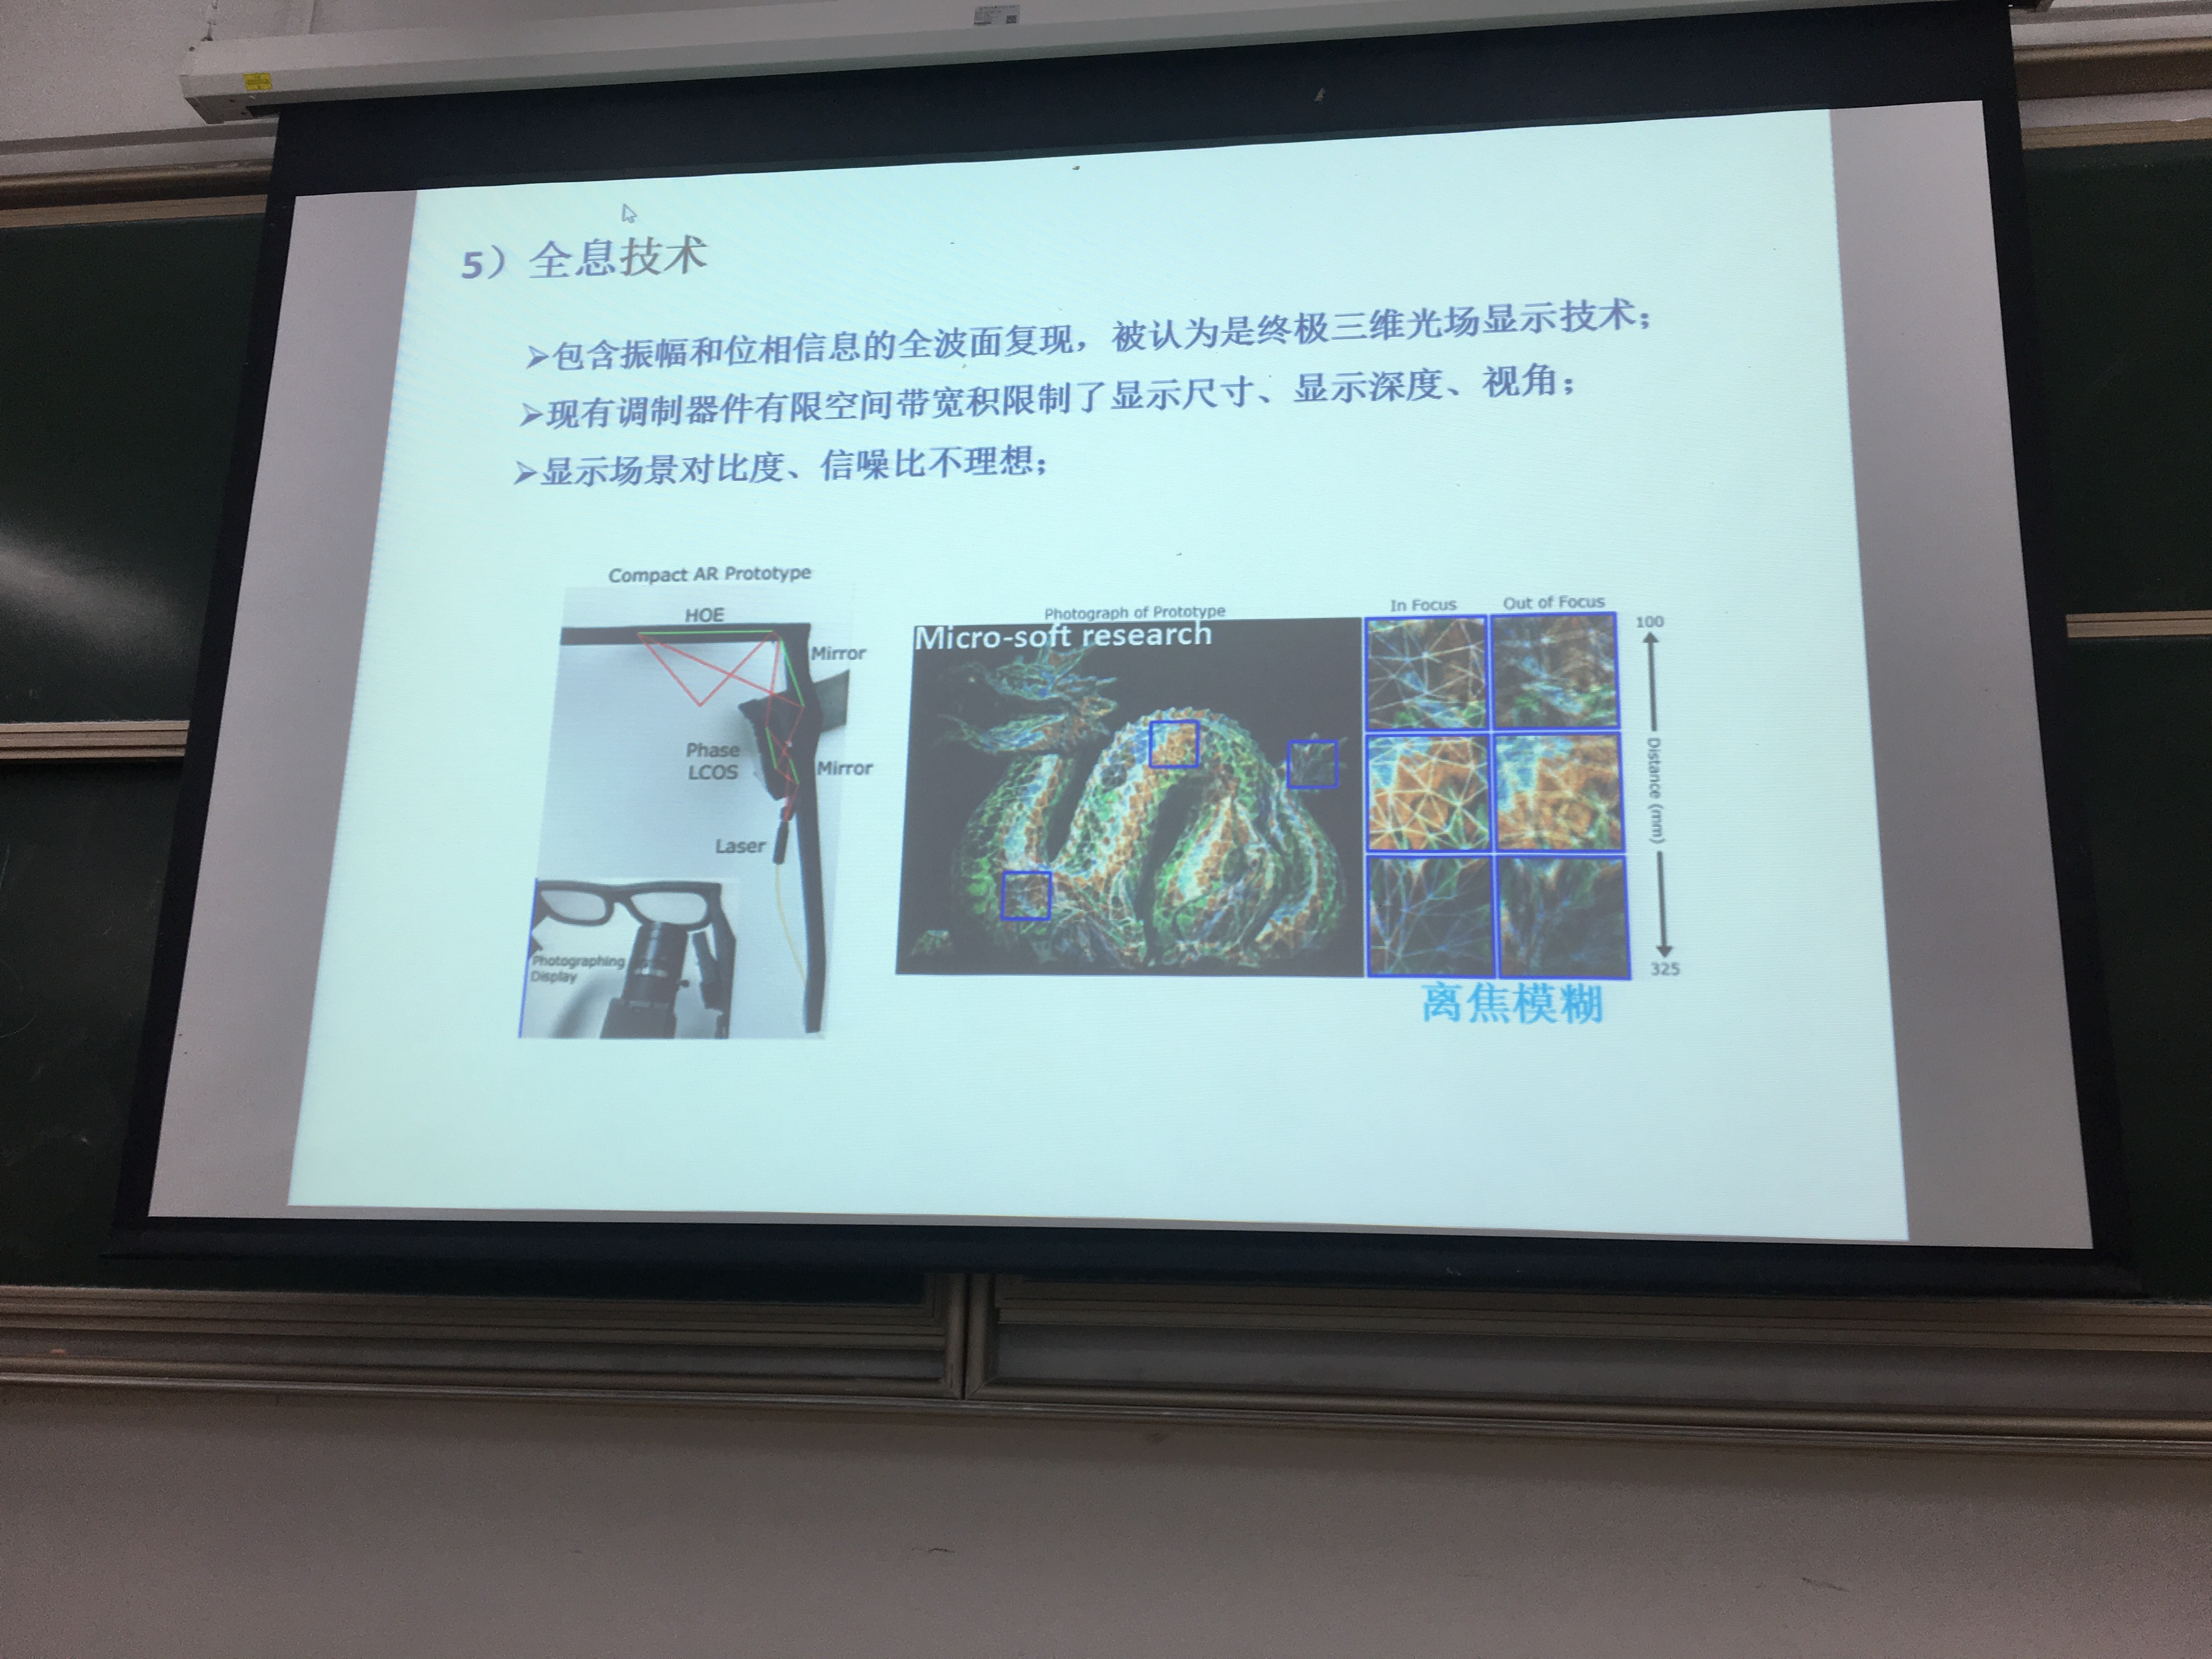 5）全息技术
➢包含振幅和位相信息的全波面复现，被认为是终极三维光场显示技术；
➢现有调制器件有限空间带宽积限制了显示尺寸、显示深度、视角；
➢显示场景对比度、信噪比不理想；
Compact AR Prototype
HOE
Mirror
Phase
LCOS
Mirror
Laser
Photographing
Display
Photograph of Prototype
Micro-soft research
In Focus
Out of Focus
100
Distance (mm)
325
离焦模糊